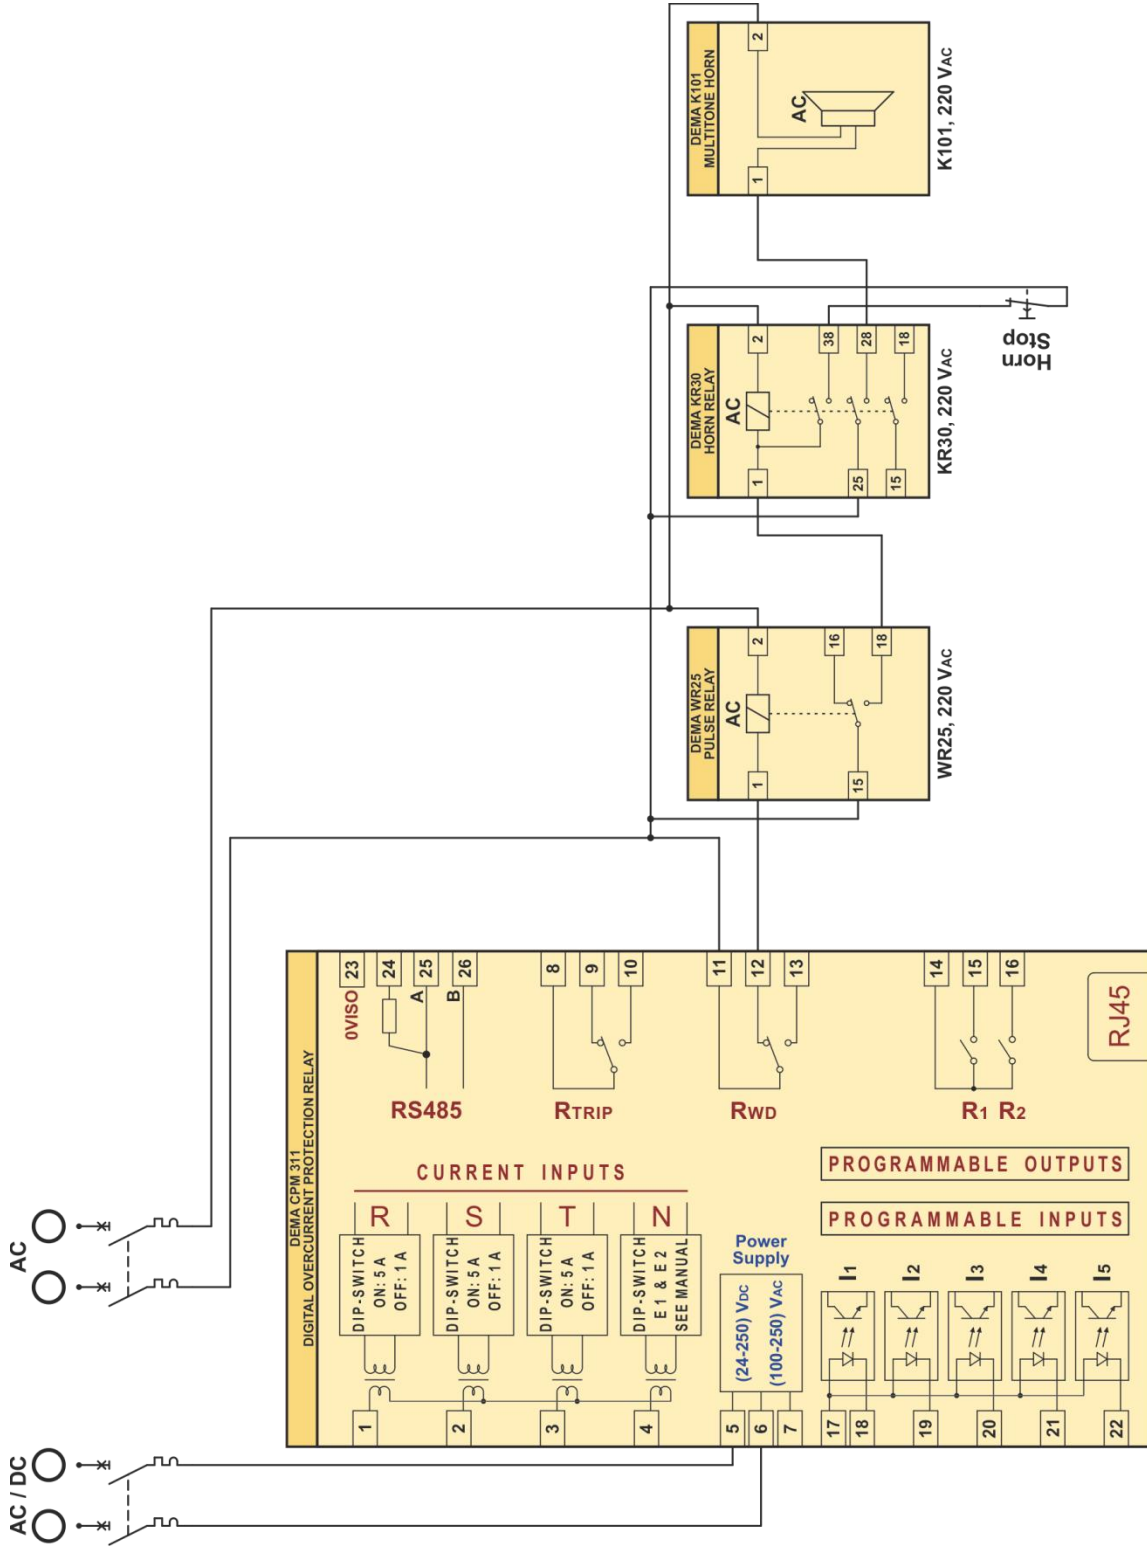 AC / DC
AC
DEMA CPM 311
DIGITAL OVERCURRENT PROTECTION RELAY
1
2
3
4
5
6
7
17
18
19
20
21
22
DIP-SWITCH
ON: 5 A
OFF: 1 A
R
DIP-SWITCH
ON: 5 A
OFF: 1 A
S
DIP-SWITCH
ON: 5 A
OFF: 1 A
T
DIP-SWITCH
E 1 & E 2
SEE MANUAL
N
CURRENT INPUTS
Power
Supply
(24-250) VDC
(100-250) VAC
I1
I2
I3
I4
I5
PROGRAMMABLE INPUTS
PROGRAMMABLE OUTPUTS
RS485
RTRIP
RWD
R1 R2
0VISO
A
B
RJ45
23
24
25
26
8
9
10
11
12
13
14
15
16
DEMA WR25
PULSE RELAY
AC
1
2
15
16
18
WR25, 220 VAC
DEMA KR30
HORN RELAY
AC
1
2
25
15
38
28
18
KR30, 220 VAC
Horn
Stop
DEMA K101
MULTITONE HORN
AC
1
2
K101, 220 VAC